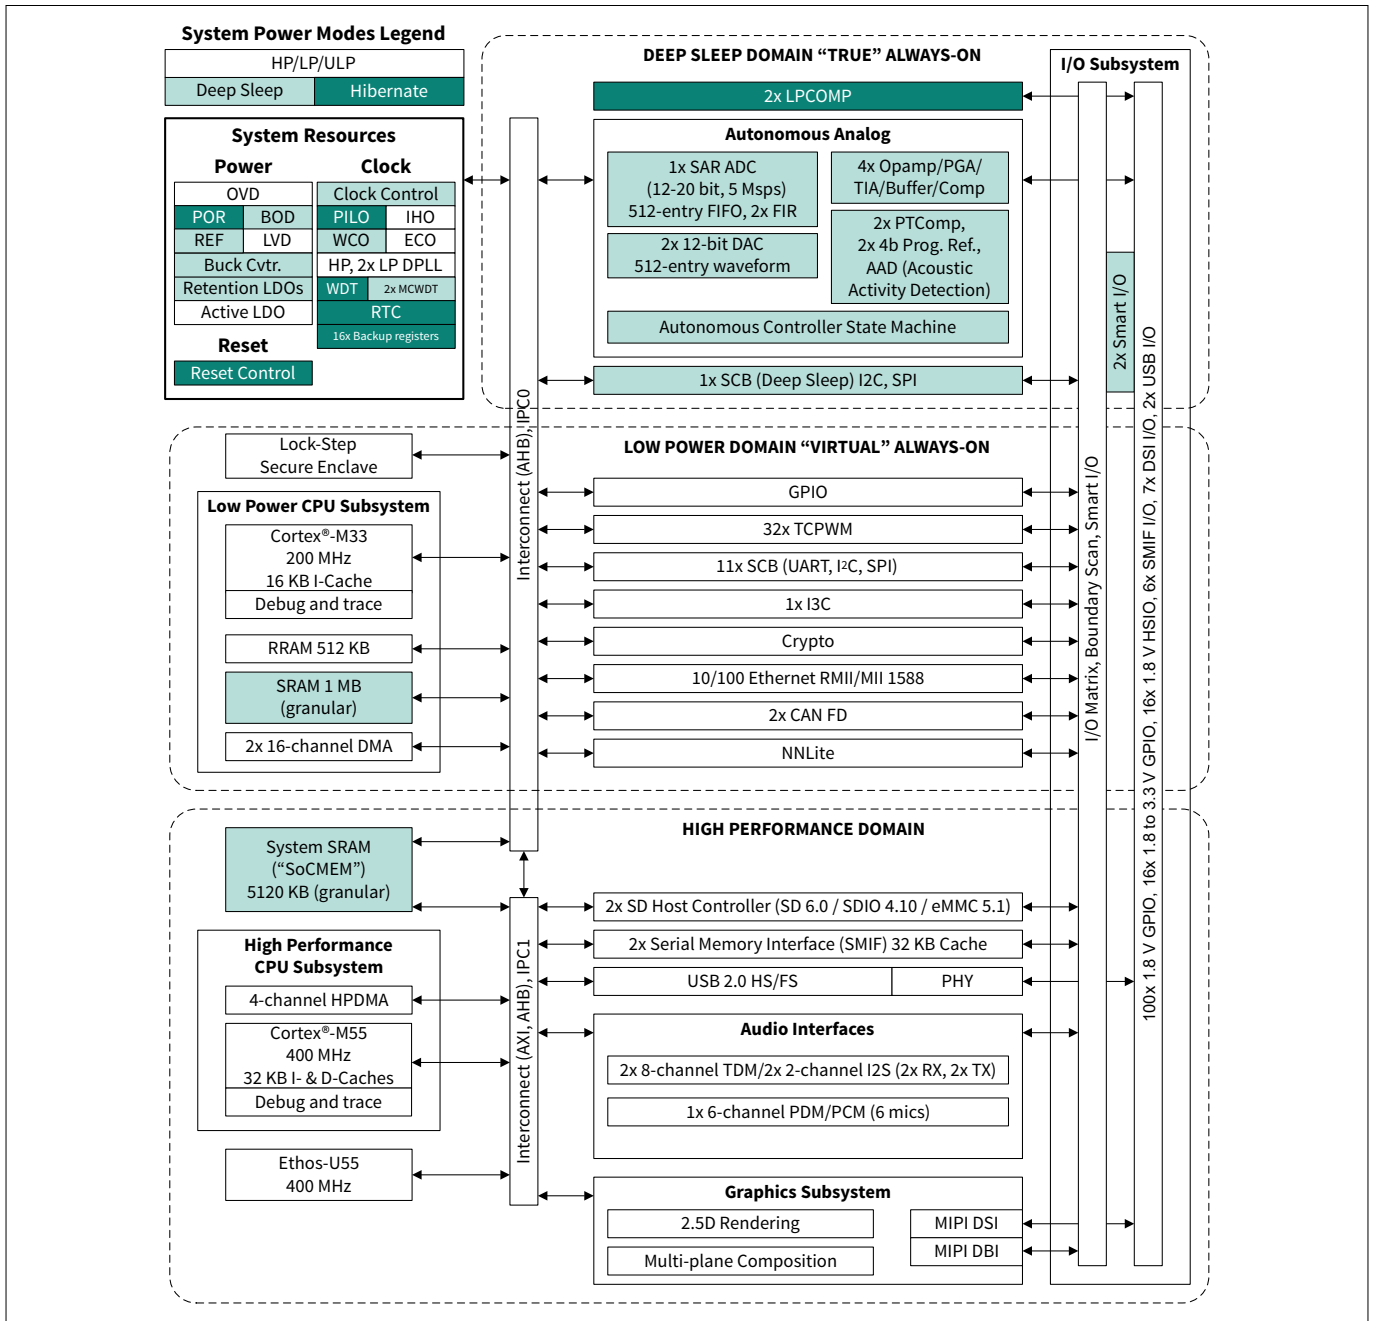 System Power Modes Legend
HP/LP/ULP
Deep Sleep
Hibernate
System Resources
Power
OVD
POR
BOD
REF
LVD
Buck Cvtr.
Retention LDOs
Active LDO
Reset
Reset Control
Clock
Clock Control
PILO
IHO
WCO
ECO
HP, 2x LP DPLL
WDT
2x MCWDT
RTC
16x Backup registers
DEEP SLEEP DOMAIN “TRUE” ALWAYS-ON
2x LPCOMP
Autonomous Analog
1x SAR ADC
(12-20 bit, 5 Msps)
512-entry FIFO, 2x FIR
2x 12-bit DAC
512-entry waveform
4x Opamp/PGA/
TIA/Buffer/Comp
2x PTComp,
2x 4b Prog. Ref.,
AAD (Acoustic
Activity Detection)
Autonomous Controller State Machine
1x SCB (Deep Sleep) I2C, SPI
I/O Subsystem
2x Smart I/O
I/O Matrix, Boundary Scan, Smart I/O
100x 1.8 V GPIO, 16x 1.8 to 3.3 V GPIO, 16x 1.8 V HSIO, 6x SMIF I/O, 7x DSI I/O, 2x USB I/O
Interconnect (AHB), IPC0
LOW POWER DOMAIN “VIRTUAL” ALWAYS-ON
Lock-Step
Secure Enclave
Low Power CPU Subsystem
Cortex®-M33
200 MHz
16 KB I-Cache
Debug and trace
RRAM 512 KB
SRAM 1 MB
(granular)
2x 16-channel DMA
GPIO
32x TCPWM
11x SCB (UART, I²C, SPI)
1x I3C
Crypto
10/100 Ethernet RMII/MII 1588
2x CAN FD
NNLite
HIGH PERFORMANCE DOMAIN
System SRAM
(“SoCMEM”)
5120 KB (granular)
High Performance
CPU Subsystem
4-channel HPDMA
Cortex®-M55
400 MHz
32 KB I- & D-Caches
Debug and trace
Ethos-U55
400 MHz
Interconnect (AXI, AHB), IPC1
2x SD Host Controller (SD 6.0 / SDIO 4.10 / eMMC 5.1)
2x Serial Memory Interface (SMIF) 32 KB Cache
USB 2.0 HS/FS
PHY
Audio Interfaces
2x 8-channel TDM/2x 2-channel I2S (2x RX, 2x TX)
1x 6-channel PDM/PCM (6 mics)
Graphics Subsystem
2.5D Rendering
MIPI DSI
Multi-plane Composition
MIPI DBI